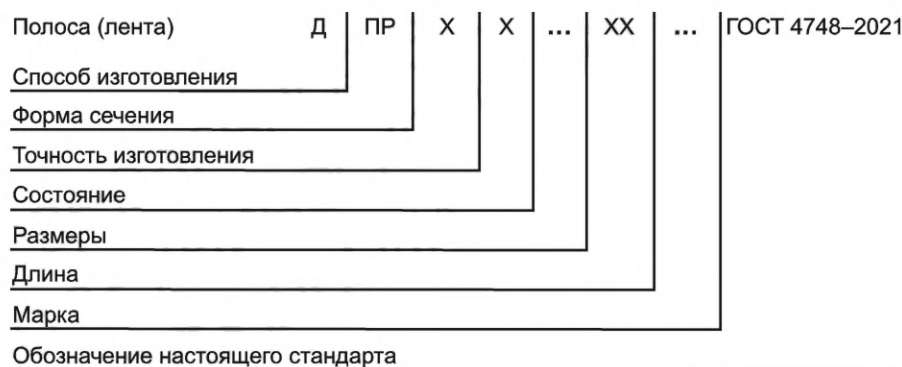 Полоса (лента) Д ПР Х Х ... ХХ ... ГОСТ 4748–2021
Способ изготовления
Форма сечения
Точность изготовления
Состояние
Размеры
Длина
Марка
Обозначение настоящего стандарта